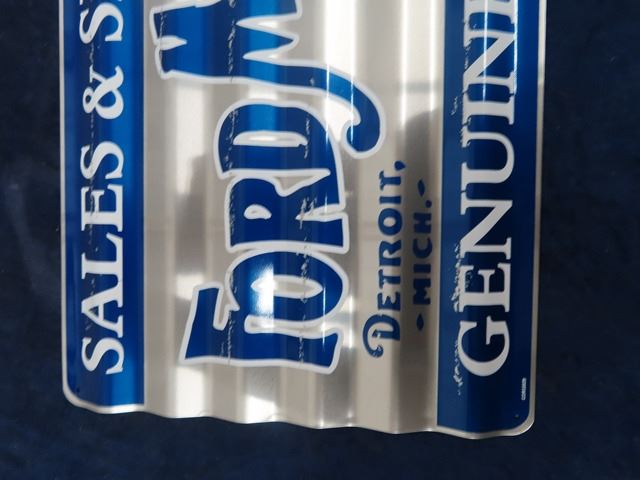 SALES & S
FORD M
DETROIT,
-MICH.-
GENUIN